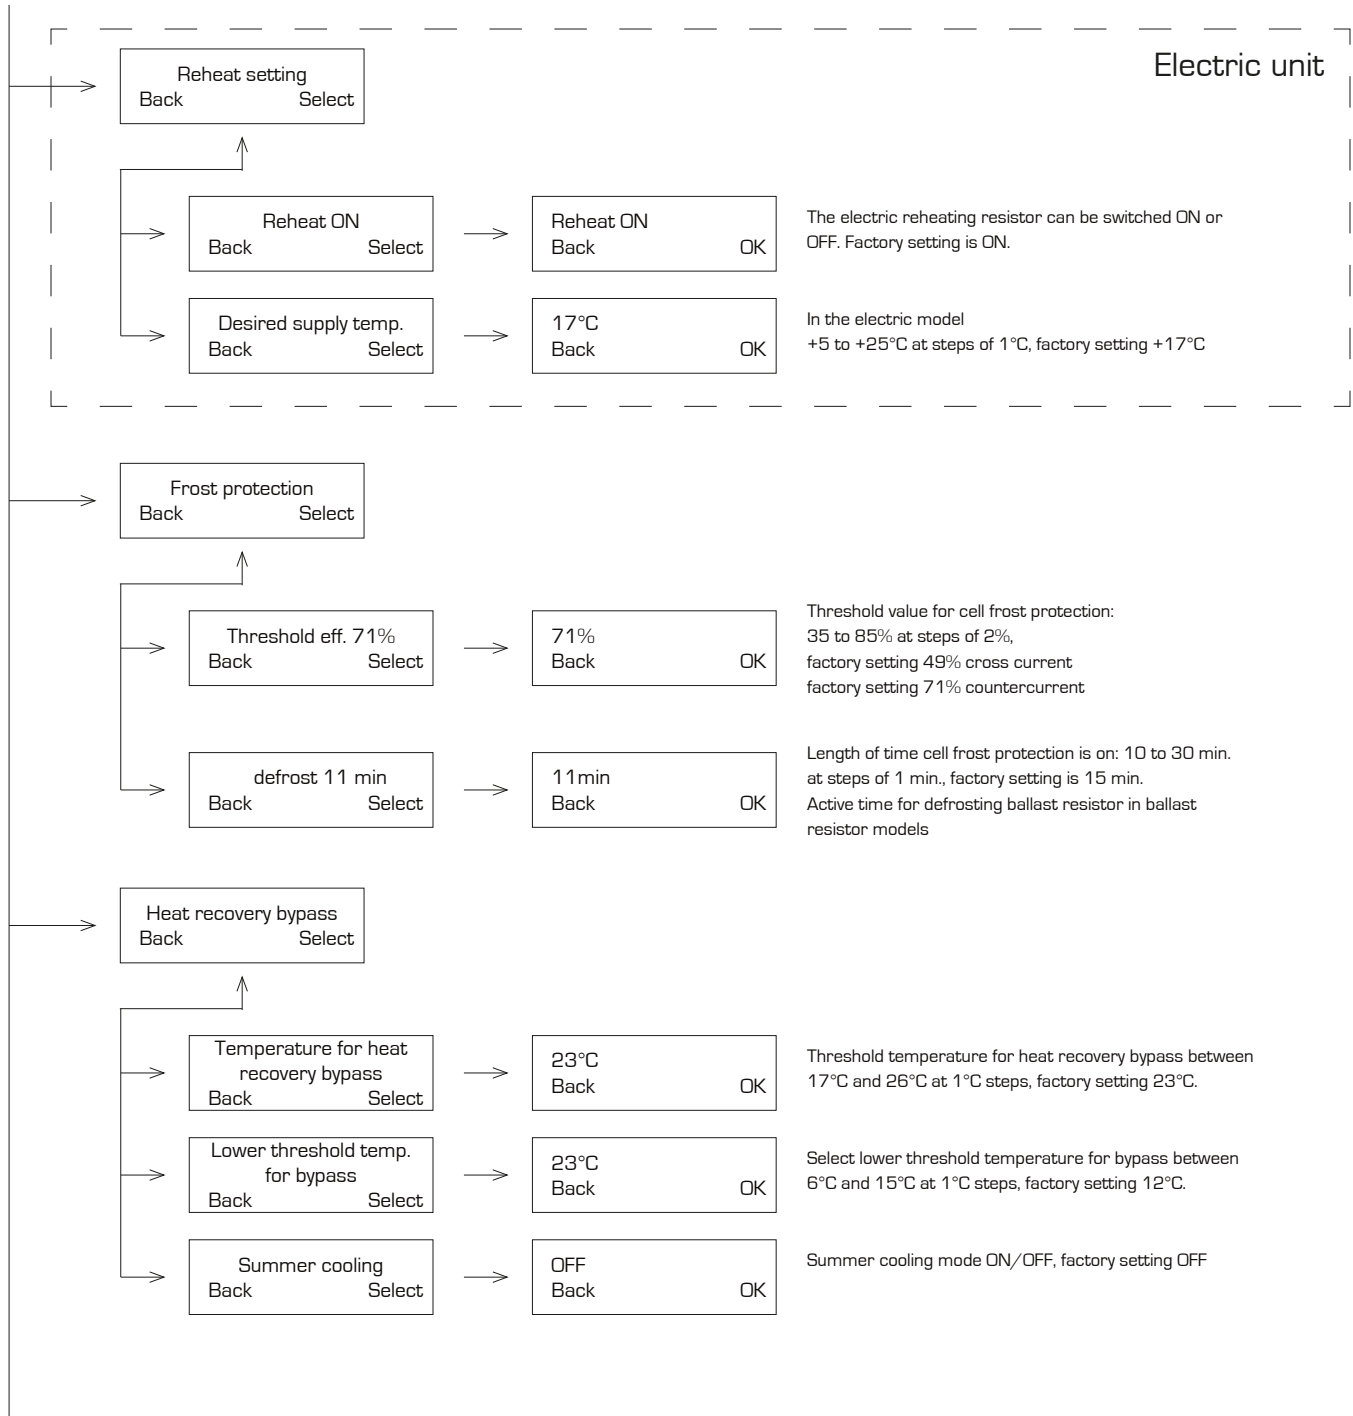 Electric unit
Reheat setting
Back Select
Reheat ON
Back Select
Reheat ON
Back OK
The electric reheating resistor can be switched ON or
OFF. Factory setting is ON.
Desired supply temp.
Back Select
17°C
Back OK
In the electric model
+5 to +25°C at steps of 1°C, factory setting +17°C
Frost protection
Back Select
Threshold eff. 71%
Back Select
71%
Back OK
Threshold value for cell frost protection:
35 to 85% at steps of 2%,
factory setting 49% cross current
factory setting 71% countercurrent
defrost 11 min
Back Select
11min
Back OK
Length of time cell frost protection is on: 10 to 30 min.
at steps of 1 min., factory setting is 15 min.
Active time for defrosting ballast resistor in ballast
resistor models
Heat recovery bypass
Back Select
Temperature for heat
recovery bypass
Back Select
23°C
Back OK
Threshold temperature for heat recovery bypass between
17°C and 26°C at 1°C steps, factory setting 23°C.
Lower threshold temp.
for bypass
Back Select
23°C
Back OK
Select lower threshold temperature for bypass between
6°C and 15°C at 1°C steps, factory setting 12°C.
Summer cooling
Back Select
OFF
Back OK
Summer cooling mode ON/OFF, factory setting OFF